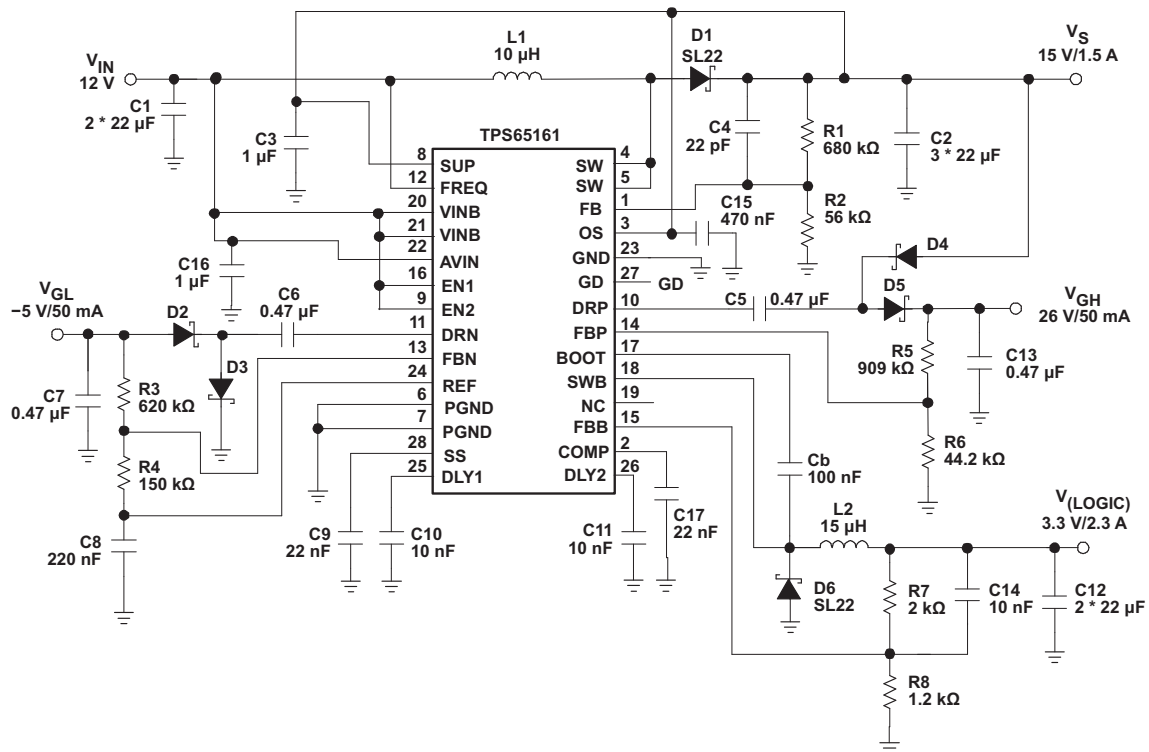 VIN
12 V
C1
2 * 22 µF
L1
10 µH
D1
SL22
VS
15 V/1.5 A
C3
1 µF
C4
22 pF
R1
680 kΩ
C2
3 * 22 µF
R2
56 kΩ
C15
470 nF
TPS65161
8 SUP
12 FREQ
20 VINB
21 VINB
22 AVIN
16 EN1
9 EN2
11 DRN
13 FBN
24 REF
6 PGND
7 PGND
28 SS
25 DLY1
SW 4
SW 5
FB 1
OS 3
GND 23
GD 27
GD
DRP 10
FBP 14
BOOT 17
SWB 18
NC 19
FBB 15
COMP 2
DLY2 26
C16
1 µF
VGL
−5 V/50 mA
D2
C6
0.47 µF
D3
C7
0.47 µF
R3
620 kΩ
R4
150 kΩ
C8
220 nF
C9
22 nF
C10
10 nF
D4
C5
0.47 µF
D5
VGH
26 V/50 mA
R5
909 kΩ
C13
0.47 µF
R6
44.2 kΩ
Cb
100 nF
C11
10 nF
C17
22 nF
L2
15 µH
V(LOGIC)
3.3 V/2.3 A
D6
SL22
R7
2 kΩ
C14
10 nF
C12
2 * 22 µF
R8
1.2 kΩ